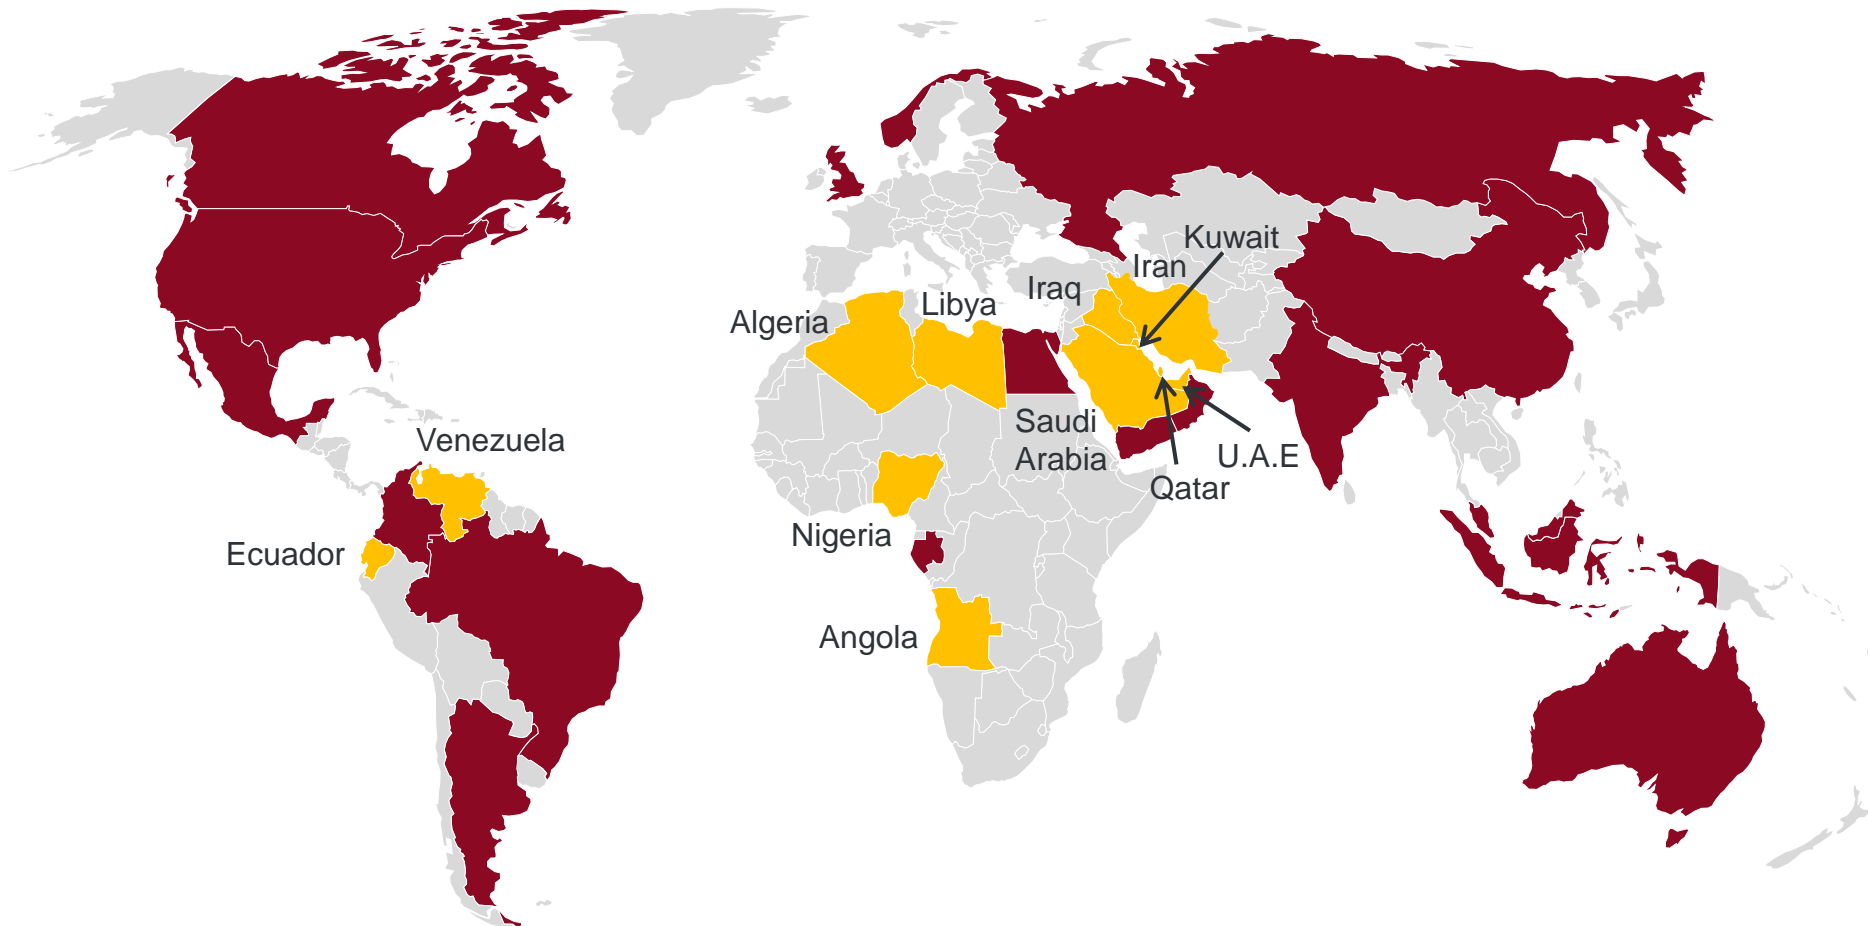 Kuwait
Iran
Iraq
Libya
Algeria
Saudi
Arabia
U.A.E
Qatar
Venezuela
Nigeria
Ecuador
Angola